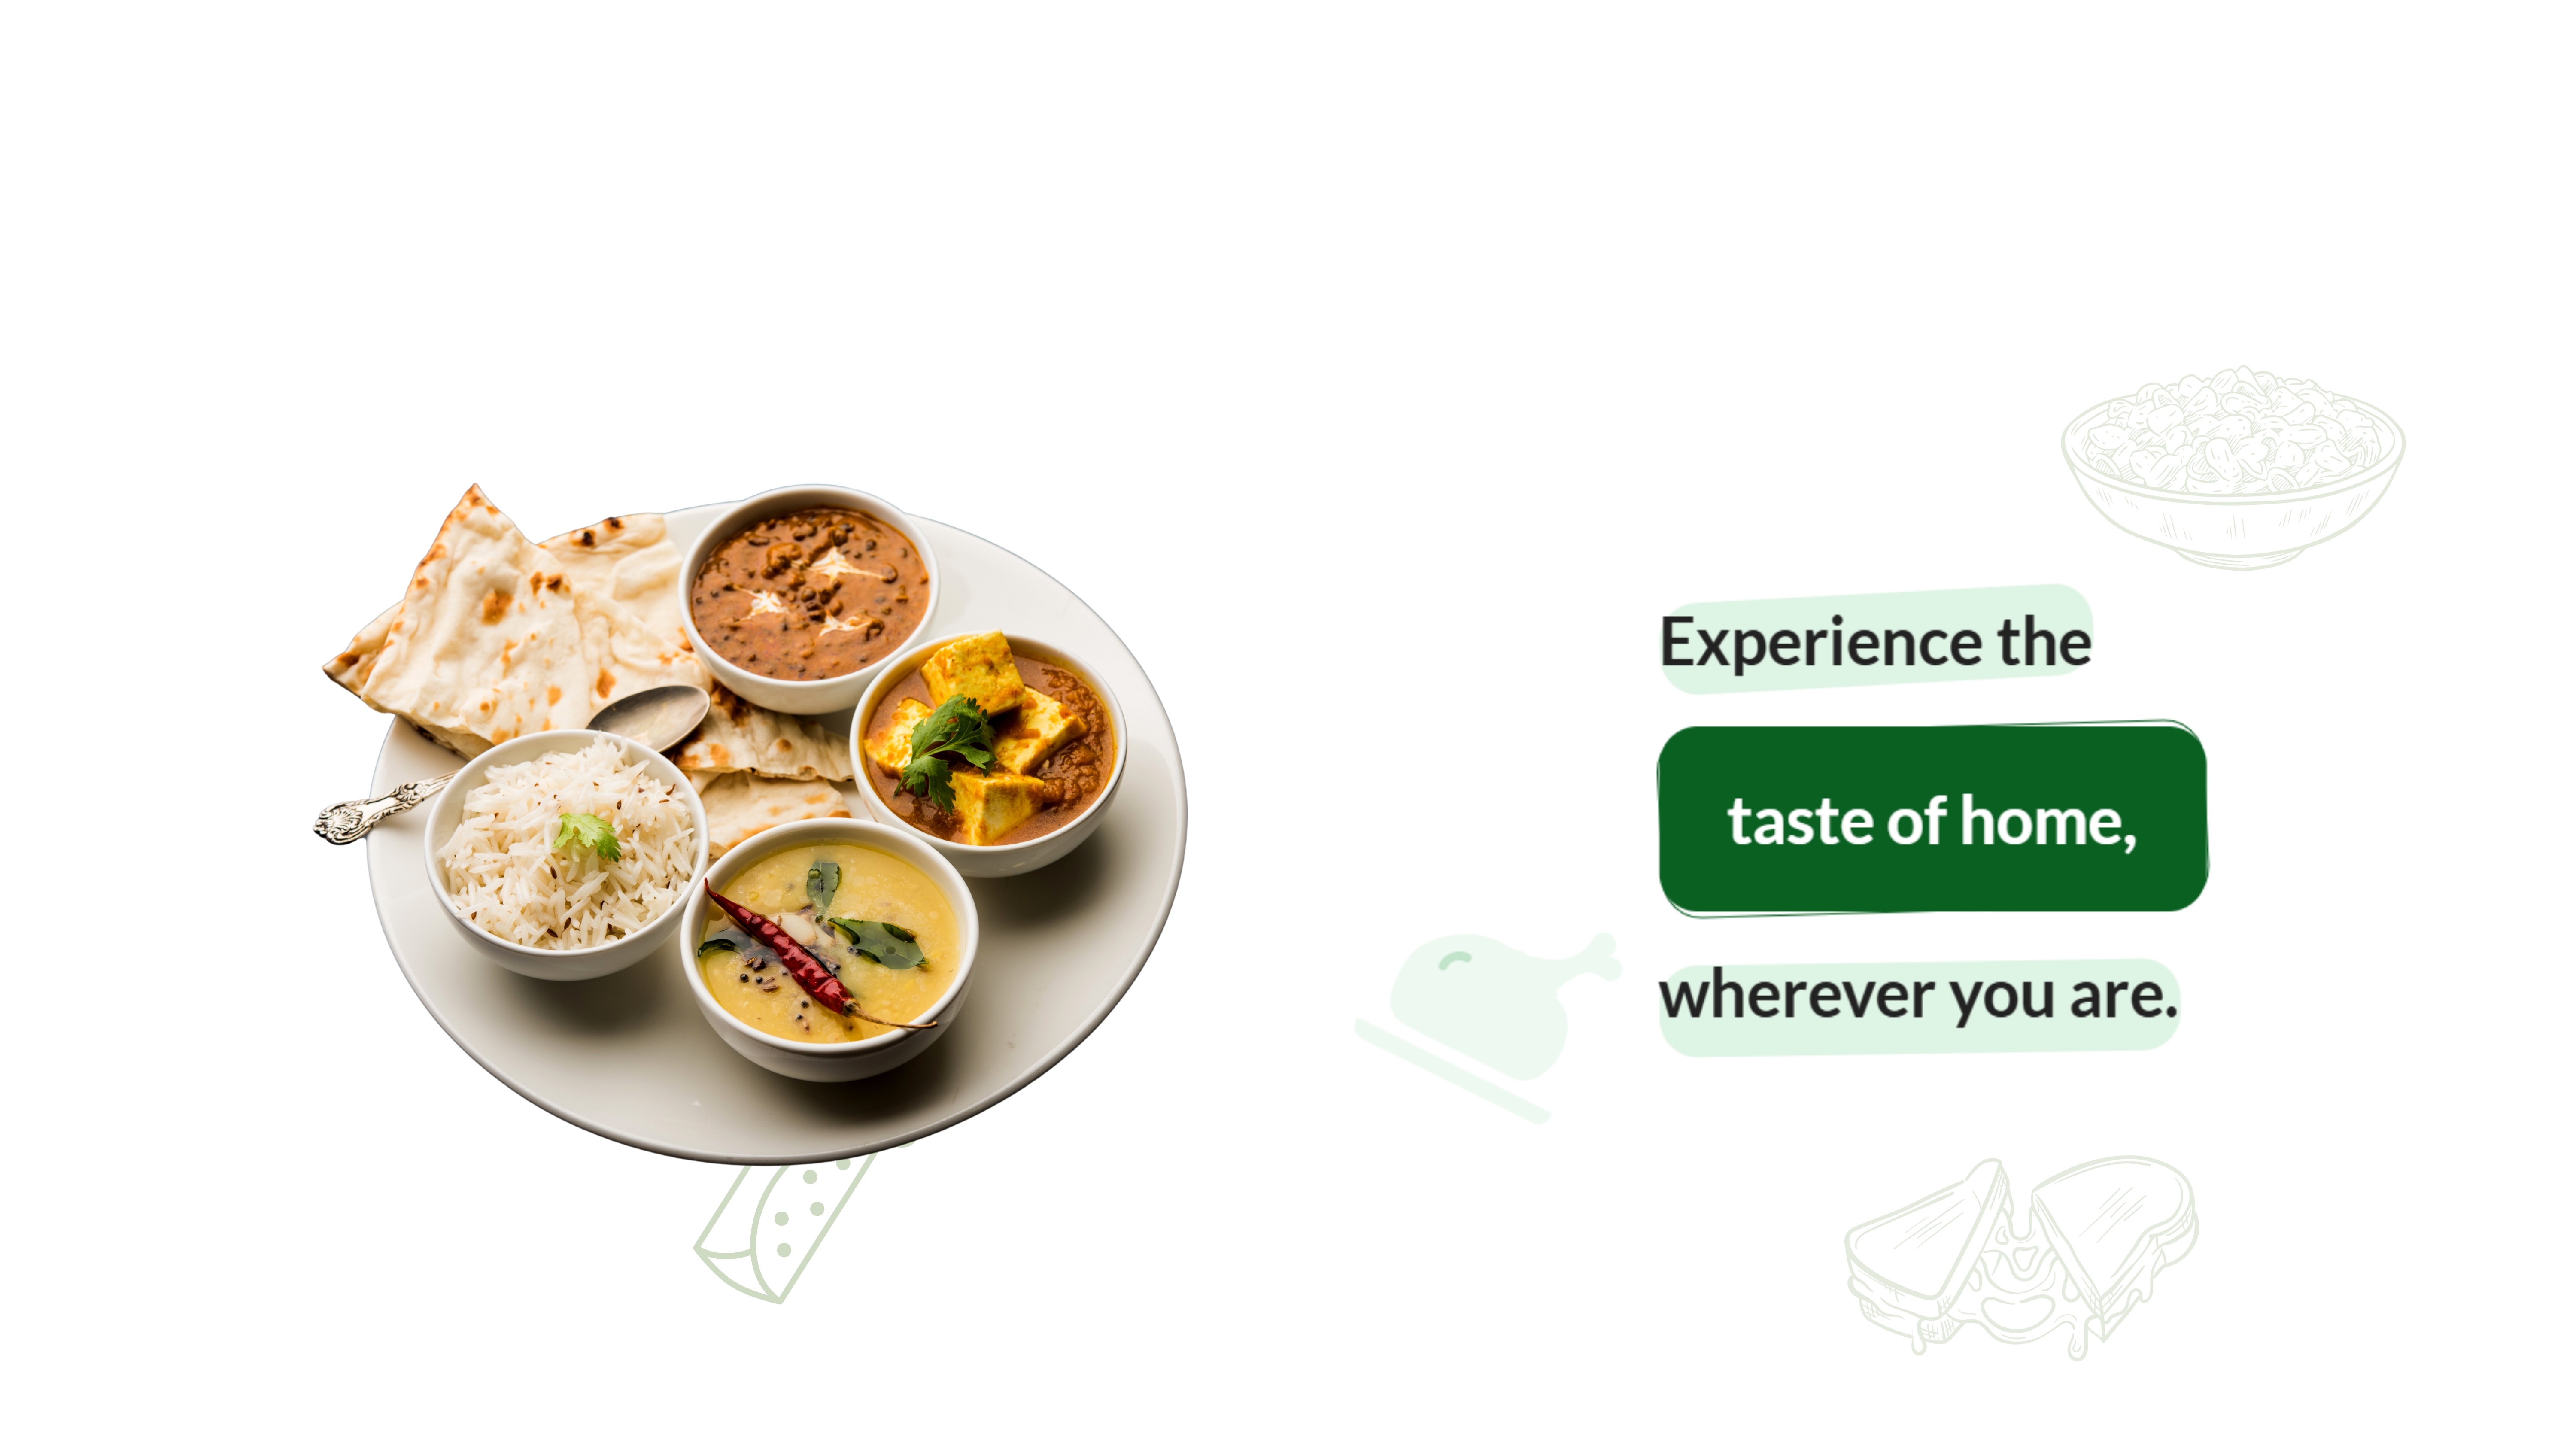 Experience the
taste of home,
wherever you are.